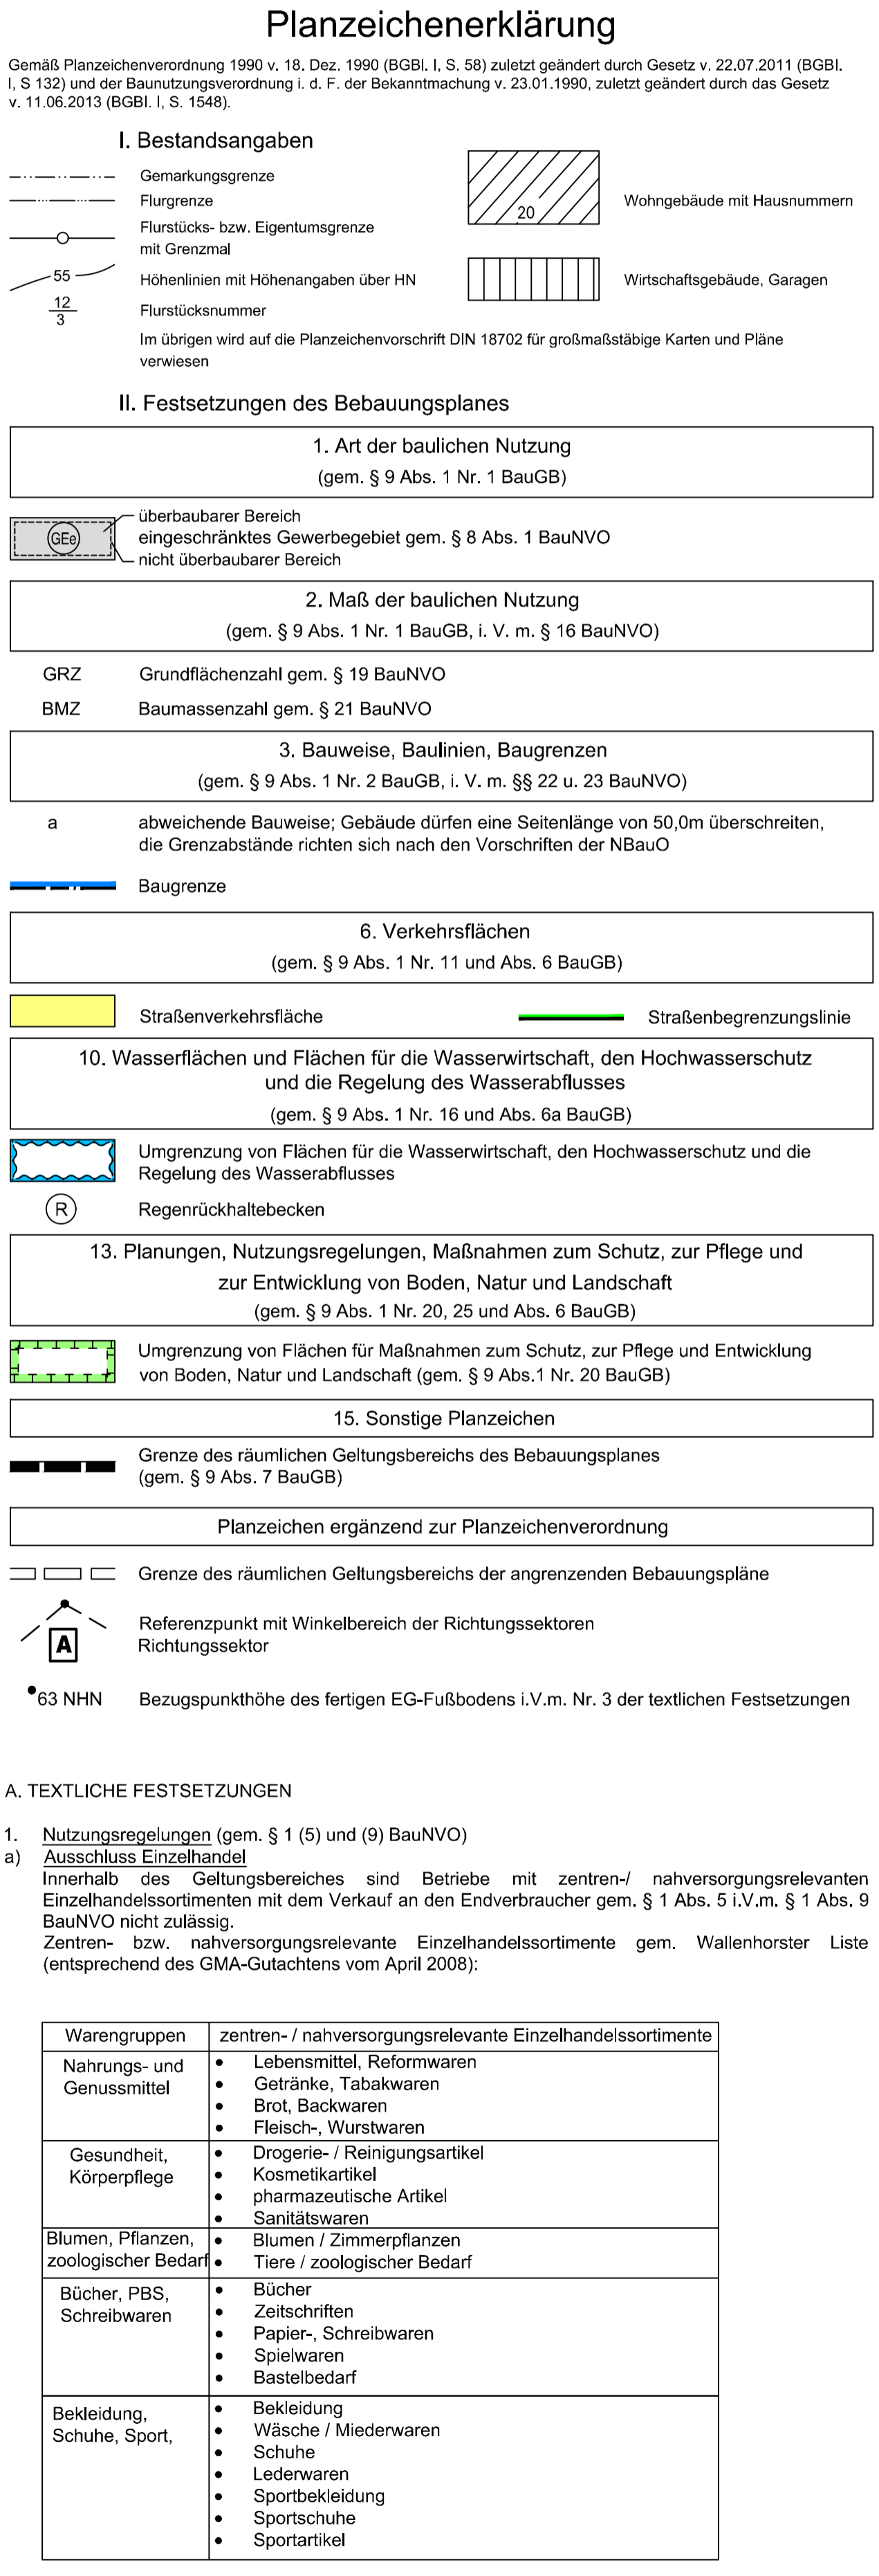 Planzeichenerklärung
Gemäß Planzeichenverordnung 1990 v. 18. Dez. 1990 (BGBl. I, S. 58) zuletzt geändert durch Gesetz v. 22.07.2011 (BGBl.
I, S 132) und der Baunutzungsverordnung i. d. F. der Bekanntmachung v. 23.01.1990, zuletzt geändert durch das Gesetz
v. 11.06.2013 (BGBl. I, S. 1548).
I. Bestandsangaben
Gemarkungsgrenze
Flurgrenze
Flurstücks- bzw. Eigentumsgrenze
mit Grenzmal
55 Höhenlinien mit Höhenangaben über HN
12
3
Flurstücksnummer
20
Wohngebäude mit Hausnummern
Wirtschaftsgebäude, Garagen
Im übrigen wird auf die Planzeichenvorschrift DIN 18702 für großmaßstäbige Karten und Pläne
verwiesen
II. Festsetzungen des Bebauungsplanes
1. Art der baulichen Nutzung
(gem. § 9 Abs. 1 Nr. 1 BauGB)
überbaubarer Bereich
GEe eingeschränktes Gewerbegebiet gem. § 8 Abs. 1 BauNVO
nicht überbaubarer Bereich
2. Maß der baulichen Nutzung
(gem. § 9 Abs. 1 Nr. 1 BauGB, i. V. m. § 16 BauNVO)
GRZ Grundflächenzahl gem. § 19 BauNVO
BMZ Baumassenzahl gem. § 21 BauNVO
3. Bauweise, Baulinien, Baugrenzen
(gem. § 9 Abs. 1 Nr. 2 BauGB, i. V. m. §§ 22 u. 23 BauNVO)
a abweichende Bauweise; Gebäude dürfen eine Seitenlänge von 50,0m überschreiten,
die Grenzabstände richten sich nach den Vorschriften der NBauO
Baugrenze
6. Verkehrsflächen
(gem. § 9 Abs. 1 Nr. 11 und Abs. 6 BauGB)
Straßenverkehrsfläche Straßenbegrenzungslinie
10. Wasserflächen und Flächen für die Wasserwirtschaft, den Hochwasserschutz
und die Regelung des Wasserabflusses
(gem. § 9 Abs. 1 Nr. 16 und Abs. 6a BauGB)
Umgrenzung von Flächen für die Wasserwirtschaft, den Hochwasserschutz und die
Regelung des Wasserabflusses
R Regenrückhaltebecken
13. Planungen, Nutzungsregelungen, Maßnahmen zum Schutz, zur Pflege und
zur Entwicklung von Boden, Natur und Landschaft
(gem. § 9 Abs. 1 Nr. 20, 25 und Abs. 6 BauGB)
Umgrenzung von Flächen für Maßnahmen zum Schutz, zur Pflege und Entwicklung
von Boden, Natur und Landschaft (gem. § 9 Abs.1 Nr. 20 BauGB)
15. Sonstige Planzeichen
Grenze des räumlichen Geltungsbereichs des Bebauungsplanes
(gem. § 9 Abs. 7 BauGB)
Planzeichen ergänzend zur Planzeichenverordnung
Grenze des räumlichen Geltungsbereichs der angrenzenden Bebauungspläne
Referenzpunkt mit Winkelbereich der Richtungssektoren
A Richtungssektor
63 NHN Bezugspunkthöhe des fertigen EG-Fußbodens i.V.m. Nr. 3 der textlichen Festsetzungen
A. TEXTLICHE FESTSETZUNGEN
1. Nutzungsregelungen (gem. § 1 (5) und (9) BauNVO)
a) Ausschluss Einzelhandel
Innerhalb des Geltungsbereiches sind Betriebe mit zentren-/ nahversorgungsrelevanten
Einzelhandelssortimenten mit dem Verkauf an den Endverbraucher gem. § 1 Abs. 5 i.V.m. § 1 Abs. 9
BauNVO nicht zulässig.
Zentren- bzw. nahversorgungsrelevante Einzelhandelssortimente gem. Wallenhorster Liste
(entsprechend des GMA-Gutachtens vom April 2008):
Warengruppen zentren- / nahversorgungsrelevante Einzelhandelssortimente
Nahrungs- und
Genussmittel
• Lebensmittel, Reformwaren
• Getränke, Tabakwaren
• Brot, Backwaren
• Fleisch-, Wurstwaren
Gesundheit,
Körperpflege
• Drogerie- / Reinigungsartikel
• Kosmetikartikel
• pharmazeutische Artikel
• Sanitätswaren
Blumen, Pflanzen,
zoologischer Bedarf
• Blumen / Zimmerpflanzen
• Tiere / zoologischer Bedarf
Bücher, PBS,
Schreibwaren
• Bücher
• Zeitschriften
• Papier-, Schreibwaren
• Spielwaren
• Bastelbedarf
Bekleidung,
Schuhe, Sport,
• Bekleidung
• Wäsche / Miederwaren
• Schuhe
• Lederwaren
• Sportbekleidung
• Sportschuhe
• Sportartikel